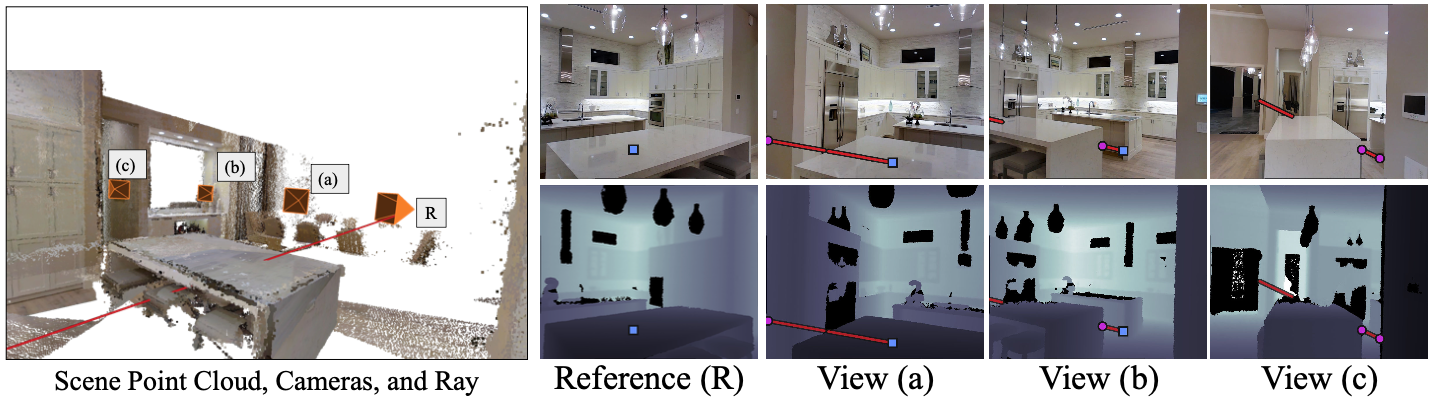 (c)
(b)
(a)
R
Scene Point Cloud, Cameras, and Ray
Reference (R)
View (a)
View (b)
View (c)